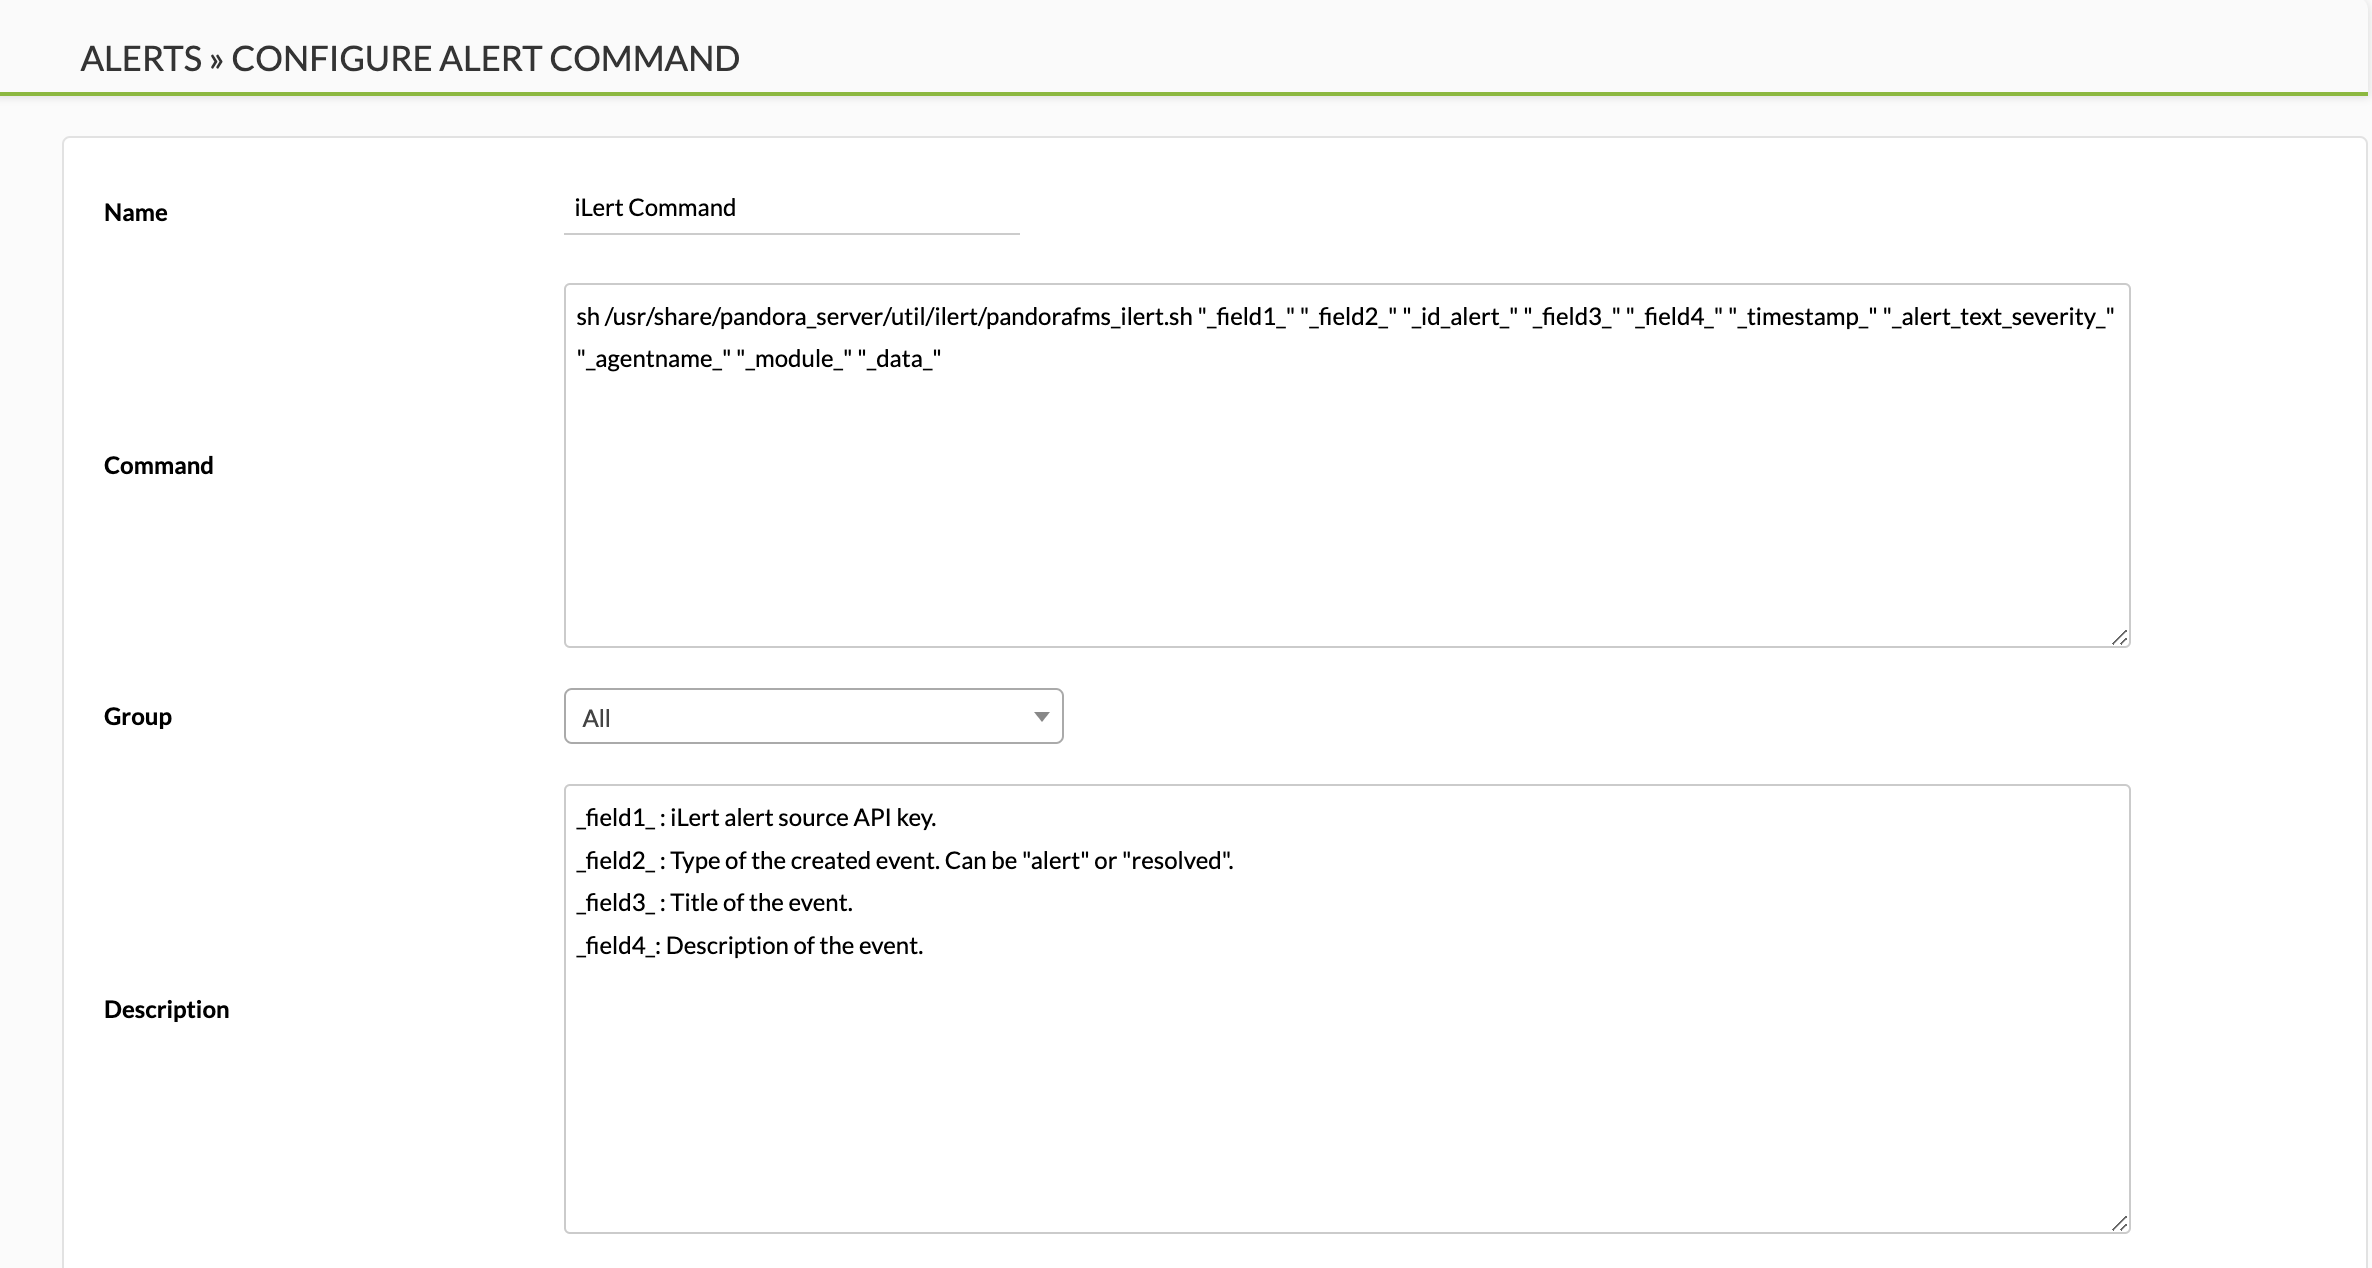 ALERTS » CONFIGURE ALERT COMMAND
Name
iLert Command
Command
sh /usr/share/pandora_server/util/ilert/pandorafms_ilert.sh "_field1_" "_field2_" "_id_alert_" "_field3_" "_field4_" "_timestamp_" "_alert_text_severity_"
"_agentname_" "_module_" "_data_"
Group
All
Description
_field1_ : iLert alert source API key.
_field2_ : Type of the created event. Can be "alert" or "resolved".
_field3_ : Title of the event.
_field4_: Description of the event.